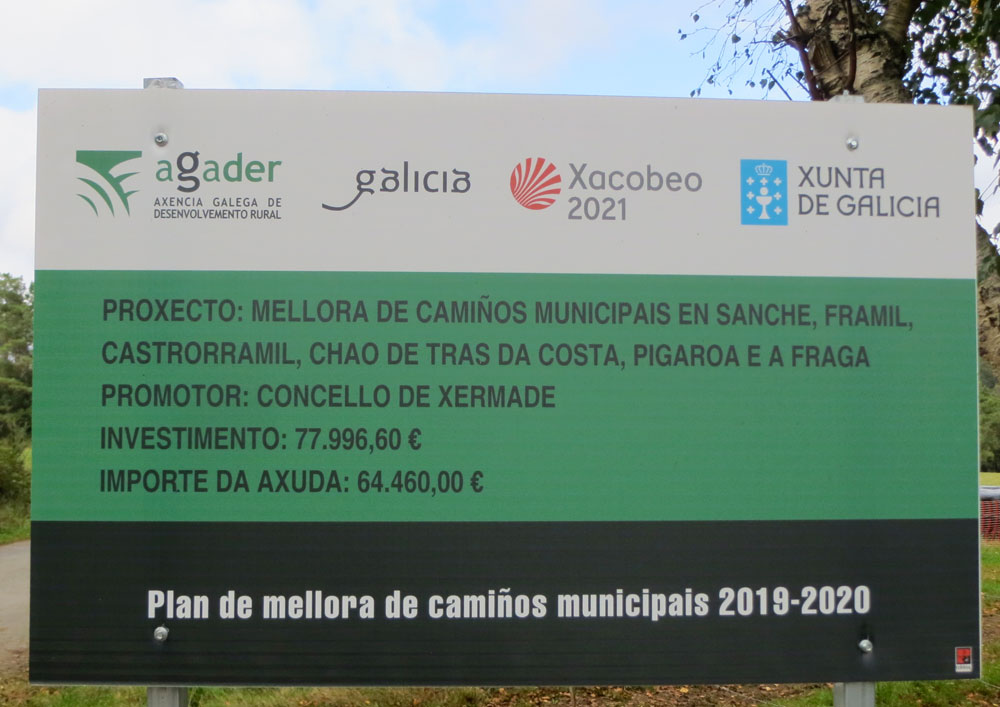 agader
AXENCIA GALEGA DE
DESENVOLVEMENTO RURAL
galicia
Xacobeo
2021
XUNTA
DE GALICIA
PROXECTO: MELLORA DE CAMIÑOS MUNICIPAIS EN SANCHE, FRAMIL,
CASTRORRAMIL, CHAO DE TRAS DA COSTA, PIGAROA E A FRAGA
PROMOTOR: CONCELLO DE XERMADE
INVESTIMENTO: 77.996,60 €
IMPORTE DA AXUDA: 64.460,00 €
Plan de mellora de camiños municipais 2019-2020